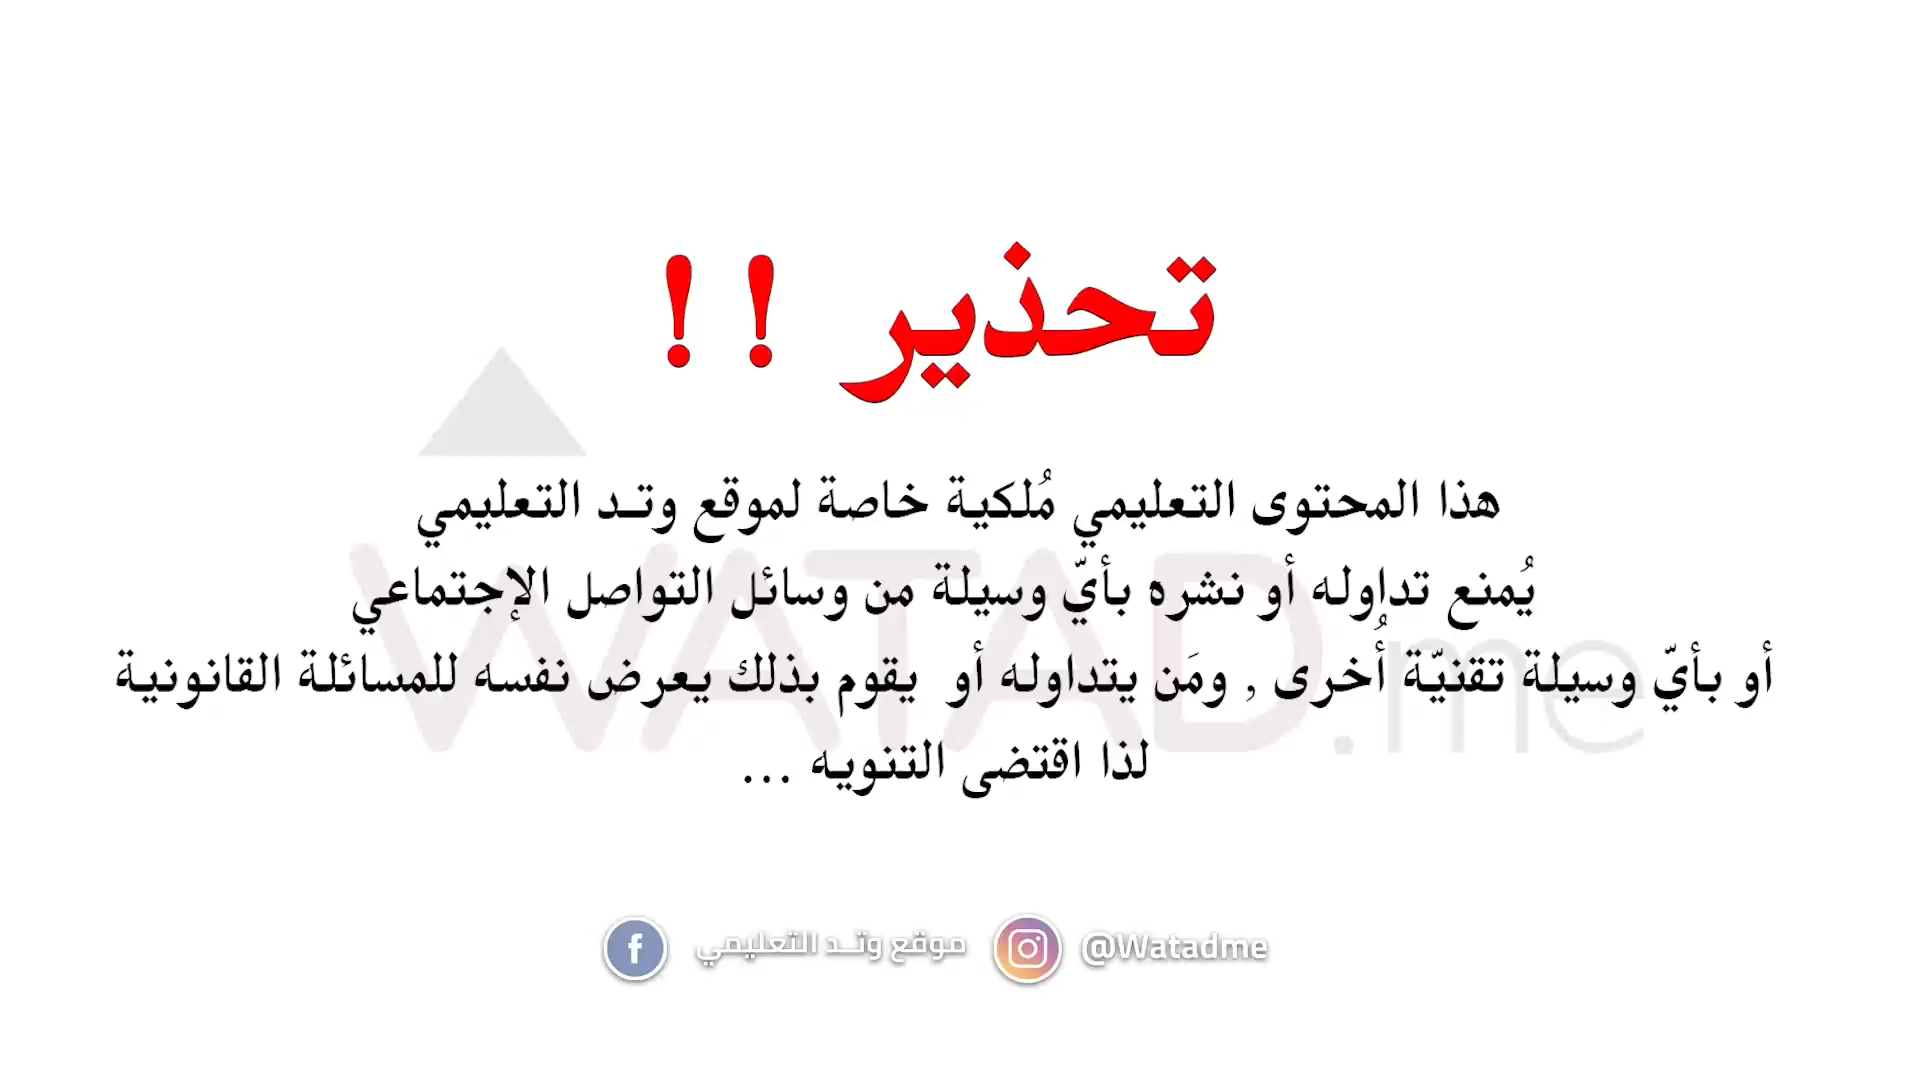 تحذير ! !
هذا المحتوى التعليمي مُلكية خاصة لموقع وتـد التعليمي
يُمنع تداوله أو نشره بأيّ وسيلة من وسائل التواصل الإجتماعي
أو بأيّ وسيلة تقنيّة أُخرى , ومَن يتداوله أو يقوم بذلك يعرض نفسه للمسائلة القانونية
لذا اقتضى التنويه ...
WATAD.me
موقع وتـد التعليمي @Watadme